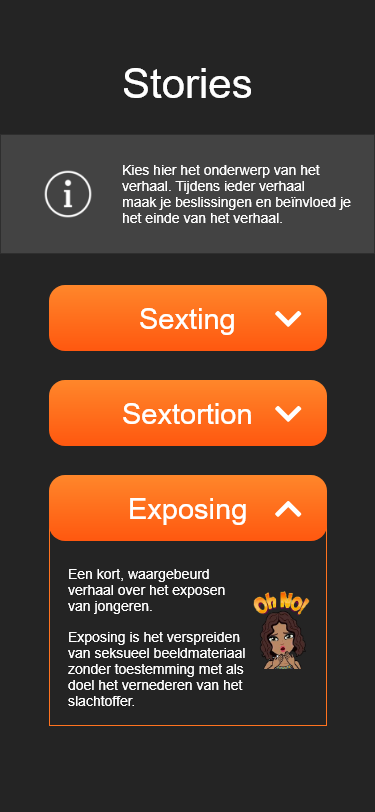 Stories
Kies hier het onderwerp van het
verhaal. Tijdens ieder verhaal
maak je beslissingen en beïnvloed je
het einde van het verhaal.
Sexting
Sextortion
Exposing
Een kort, waargebeurd
verhaal over het exposen
van jongeren.
Oh No!
Exposing is het verspreiden
van seksueel beeldmateriaal
zonder toestemming met als
doel het vernederen van het
slachtoffer.